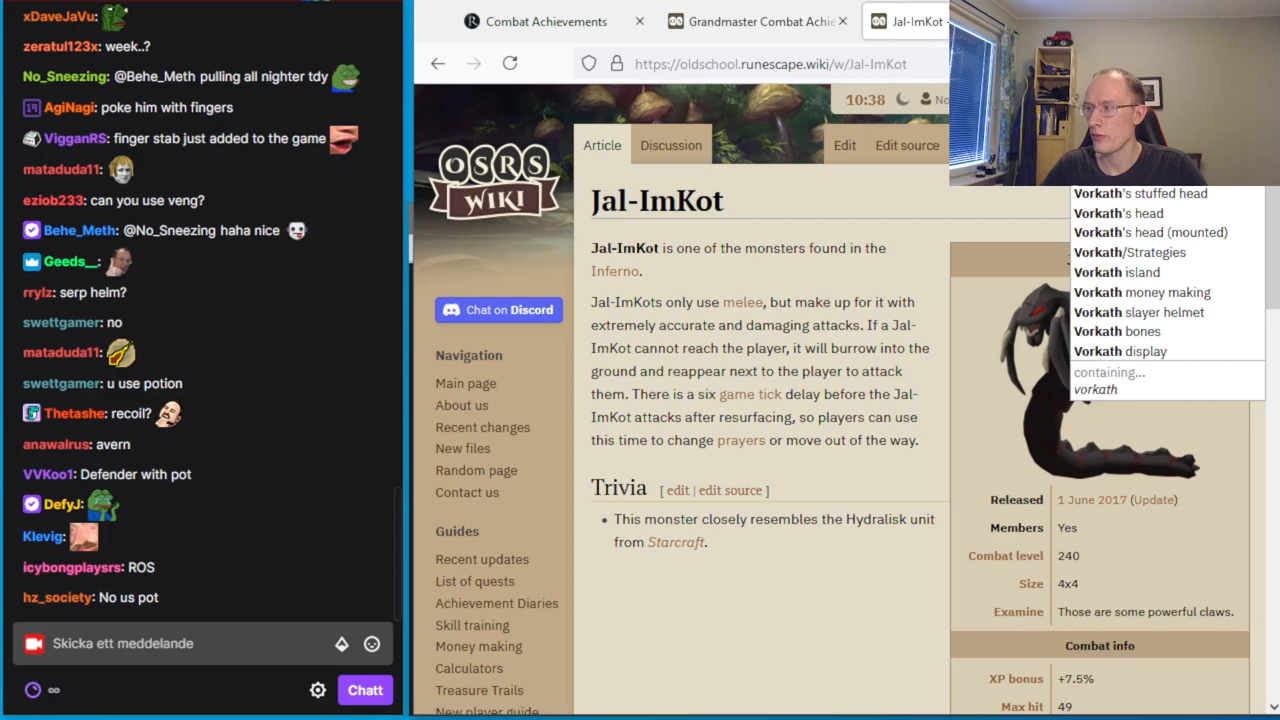 xDaveJaVu:
zeratul123x: week..?
No_Sneezing: @Behe_Meth pulling all nighter tdy
AgiNagi: poke him with fingers
VigganRS: finger stab just added to the game
mataduda11:
eziob233: can you use veng?
Behe_Meth: @No_Sneezing haha nice
Geeds__:
rrylz: serp helm?
swettgamer: no
mataduda11:
swettgamer: u use potion
Thetashe: recoil?
anawalrus: avern
VVKoo1: Defender with pot
DefyJ:
Klevig:
icybongplaysrs: ROS
hz_society: No us pot
Skicka ett meddelande
∞
Chatt
Combat Achievements
Grandmaster Combat Achie
Jal-ImKot
https://oldschool.runescape.wiki/w/Jal-ImKot
10:38
No
OSRS
WIKI
Article
Discussion
Edit
Edit source
Chat on Discord
Navigation
Main page
About us
Recent changes
New files
Random page
Contact us
Guides
Recent updates
List of quests
Achievement Diaries
Skill training
Money making
Calculators
Treasure Trails
New player guide
Jal-ImKot
Jal-ImKot is one of the monsters found in the
Inferno.
Jal-ImKots only use melee, but make up for it with
extremely accurate and damaging attacks. If a Jal-
ImKot cannot reach the player, it will burrow into the
ground and reappear next to the player to attack
them. There is a six game tick delay before the Jal-
ImKot attacks after resurfacing, so players can use
this time to change prayers or move out of the way.
Trivia [ edit | edit source ]
This monster closely resembles the Hydralisk unit
from Starcraft.
Vorkath's stuffed head
Vorkath's head
Vorkath's head (mounted)
Vorkath/Strategies
Vorkath island
Vorkath money making
Vorkath slayer helmet
Vorkath bones
Vorkath display
containing...
vorkath
Released 1 June 2017 (Update)
Members Yes
Combat level 240
Size 4x4
Examine Those are some powerful claws.
Combat info
XP bonus +7.5%
Max hit 49